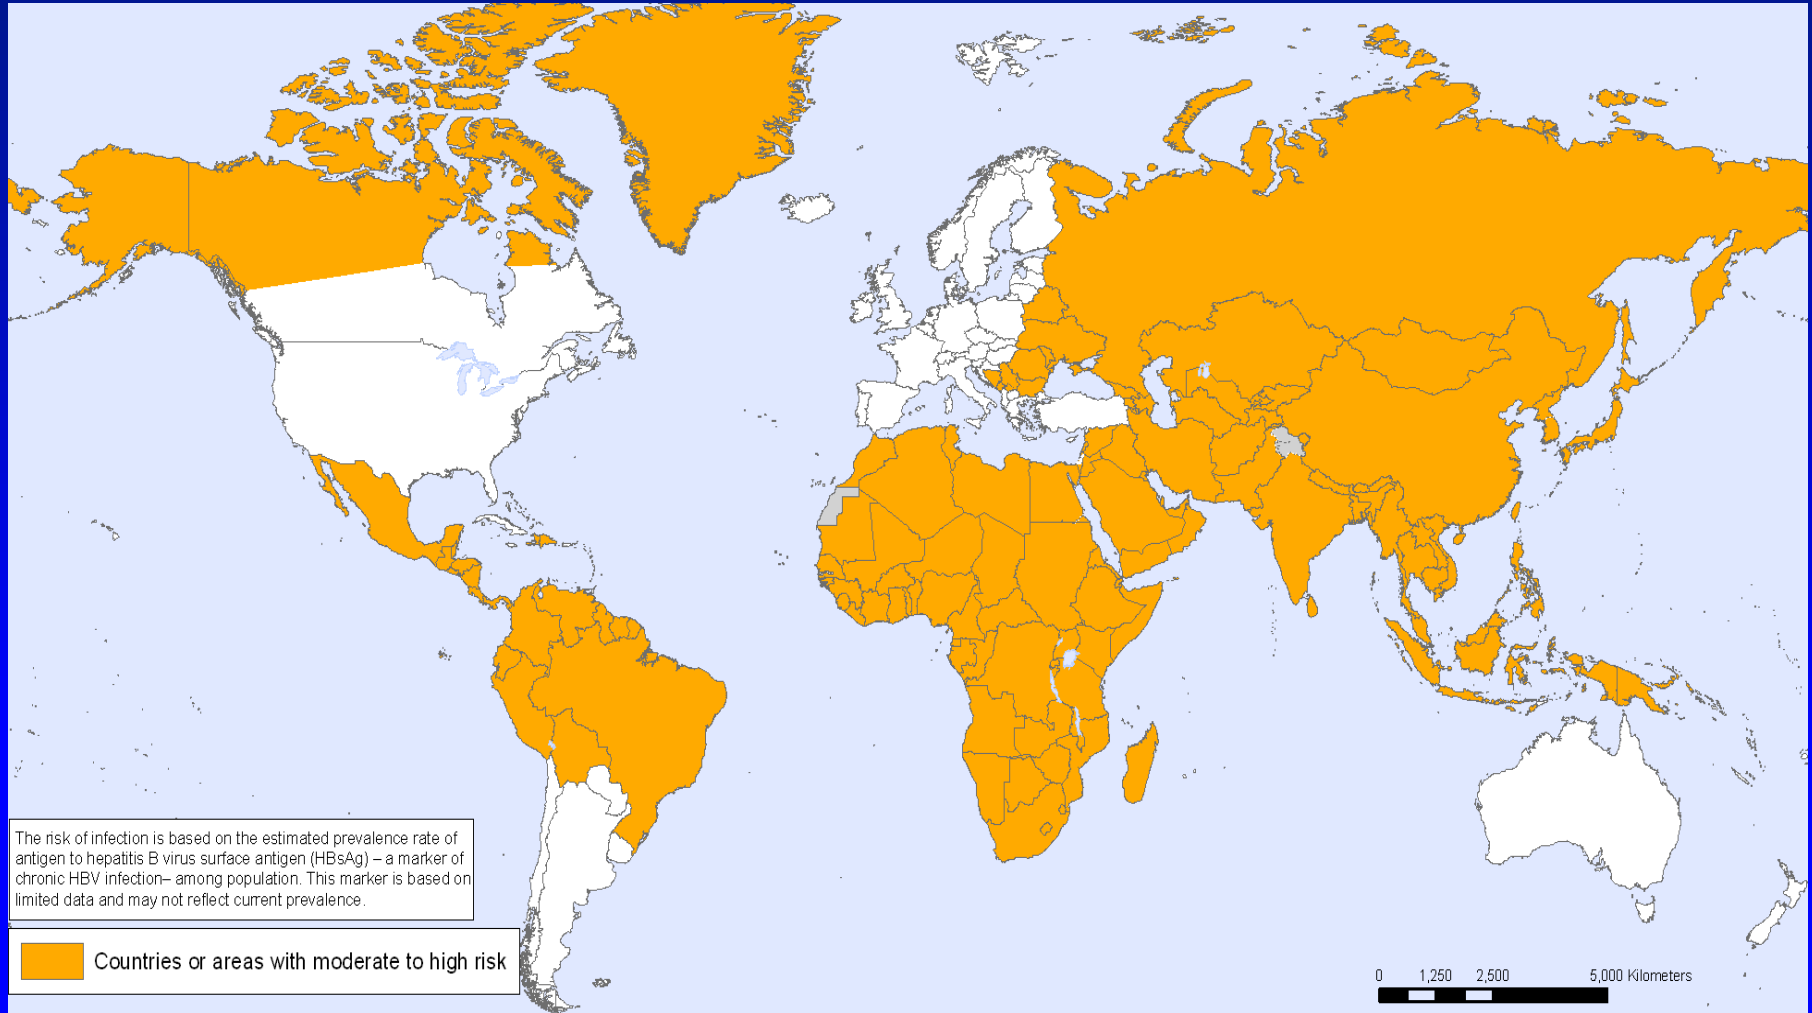 The risk of infection is based on the estimated prevalence rate of
antigen to hepatitis B virus surface antigen (HBsAg) – a marker of
chronic HBV infection– among population. This marker is based on
limited data and may not reflect current prevalence.
Countries or areas with moderate to high risk
0 1,250 2,500 5,000 Kilometers